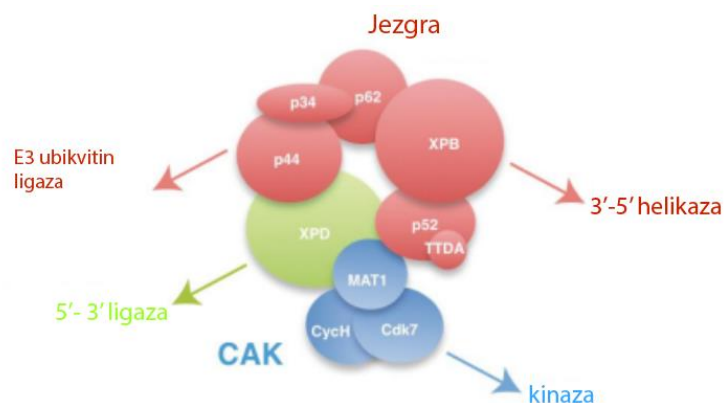 Jezgra
p62
p34
XPB
p44
E3 ubikvitin
ligaza
3'-5' helikaza
p52
XPD
TTDA
MAT1
5'- 3' ligaza
CycH
Cdk7
CAK
kinaza